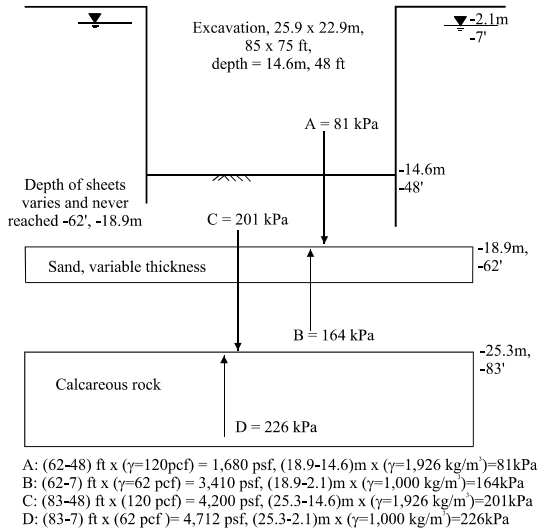 -2.1m
-7'
Excavation, 25.9 x 22.9m,
85 x 75 ft,
depth = 14.6m, 48 ft
A = 81 kPa
-14.6m
-48'
Depth of sheets
varies and never
reached -62', -18.9m
C = 201 kPa
-18.9m,
-62'
Sand, variable thickness
B = 164 kPa
-25.3m,
-83'
Calcareous rock
D = 226 kPa
A: (62-48) ft x (γ=120pcf) = 1,680 psf, (18.9-14.6)m x (γ=1,926 kg/m³)=81kPa
B: (62-7) ft x (γ=62 pcf) = 3,410 psf, (18.9-2.1)m x (γ=1,000 kg/m³)=164kPa
C: (83-48) ft x (120 pcf) = 4,200 psf, (25.3-14.6)m x (γ=1,926 kg/m³)=201kPa
D: (83-7) ft x (62 pcf ) = 4,712 psf, (25.3-2.1)m x (γ=1,000 kg/m³)=226kPa